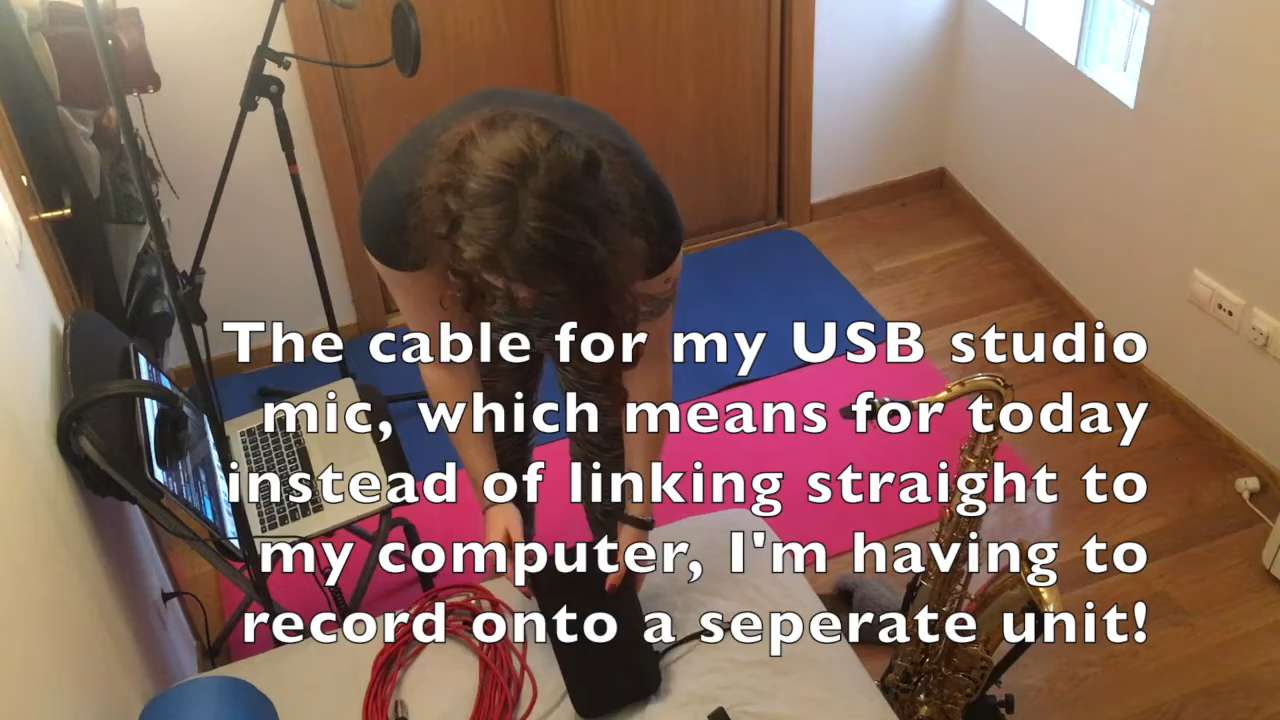 The cable for my USB studio
mic, which means for today
instead of linking straight to
my computer, I'm having to
record onto a seperate unit!